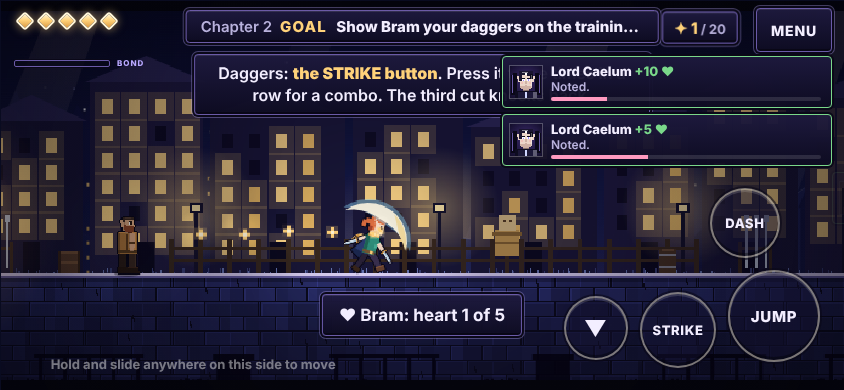 Chapter 2 GOAL Show Bram your daggers on the trainin...
1 / 20
MENU
BOND
Daggers: the STRIKE button. Press it
row for a combo. The third cut
Lord Caelum +10 ♥
Noted.
Lord Caelum +5 ♥
Noted.
DASH
♥ Bram: heart 1 of 5
▼
STRIKE
JUMP
Hold and slide anywhere on this side to move